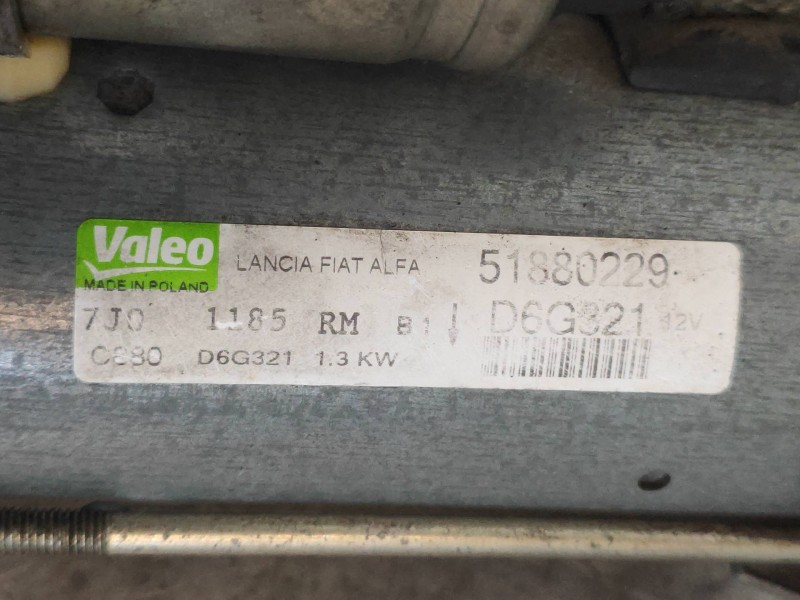 Valeo
MADE IN POLAND
LANCIA FIAT ALFA 51880229
7J0 1185 RM B1 D6G321 12V
C880 D6G321 1.3 KW